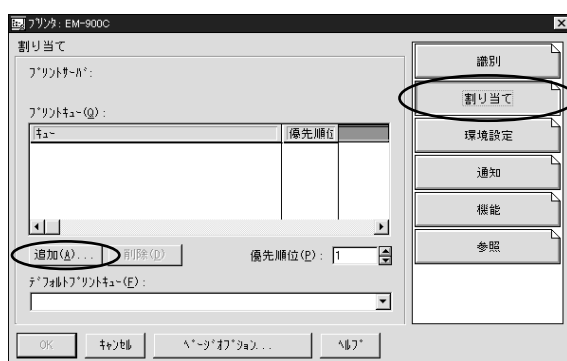 ﾌﾟﾘﾝﾀ: EM-900C
割り当て
ﾌﾟﾘﾝﾄｻｰﾊﾞ:
ﾌﾟﾘﾝﾄｷｭｰ(Q):
ｷｭｰ 優先順位
追加(A)... 削除(D) 優先順位(P): 1
ﾃﾞﾌｫﾙﾄﾌﾟﾘﾝﾄｷｭｰ(F):
OK ｷｬﾝｾﾙ ﾍﾟｰｼﾞｵﾌﾟｼｮﾝ... ﾍﾙﾌﾟ
識別
割り当て
環境設定
通知
機能
参照